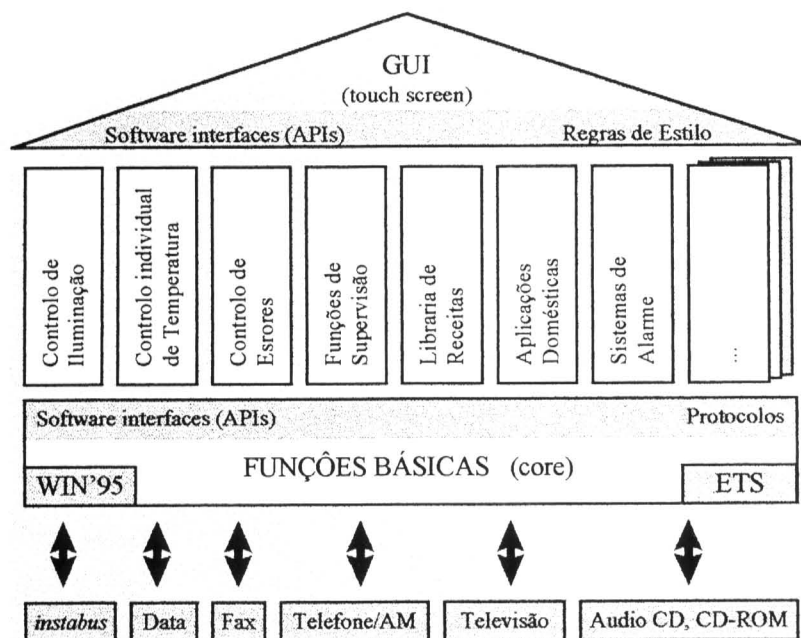 GUI
(touch screen)
Software interfaces (APIs) Regras de Estilo
Controlo de
Iluminação
Controlo individual
de Temperatura
Controlo de
Esrores
Funções de
Supervisão
Libraria de
Receitas
Aplicações
Domésticas
Sistemas de
Alarme
...
Software interfaces (APIs) Protocolos
FUNÇÔES BÁSICAS (core)
WIN'95 ETS
instabus Data Fax Telefone/AM Televisão Audio CD, CD-ROM